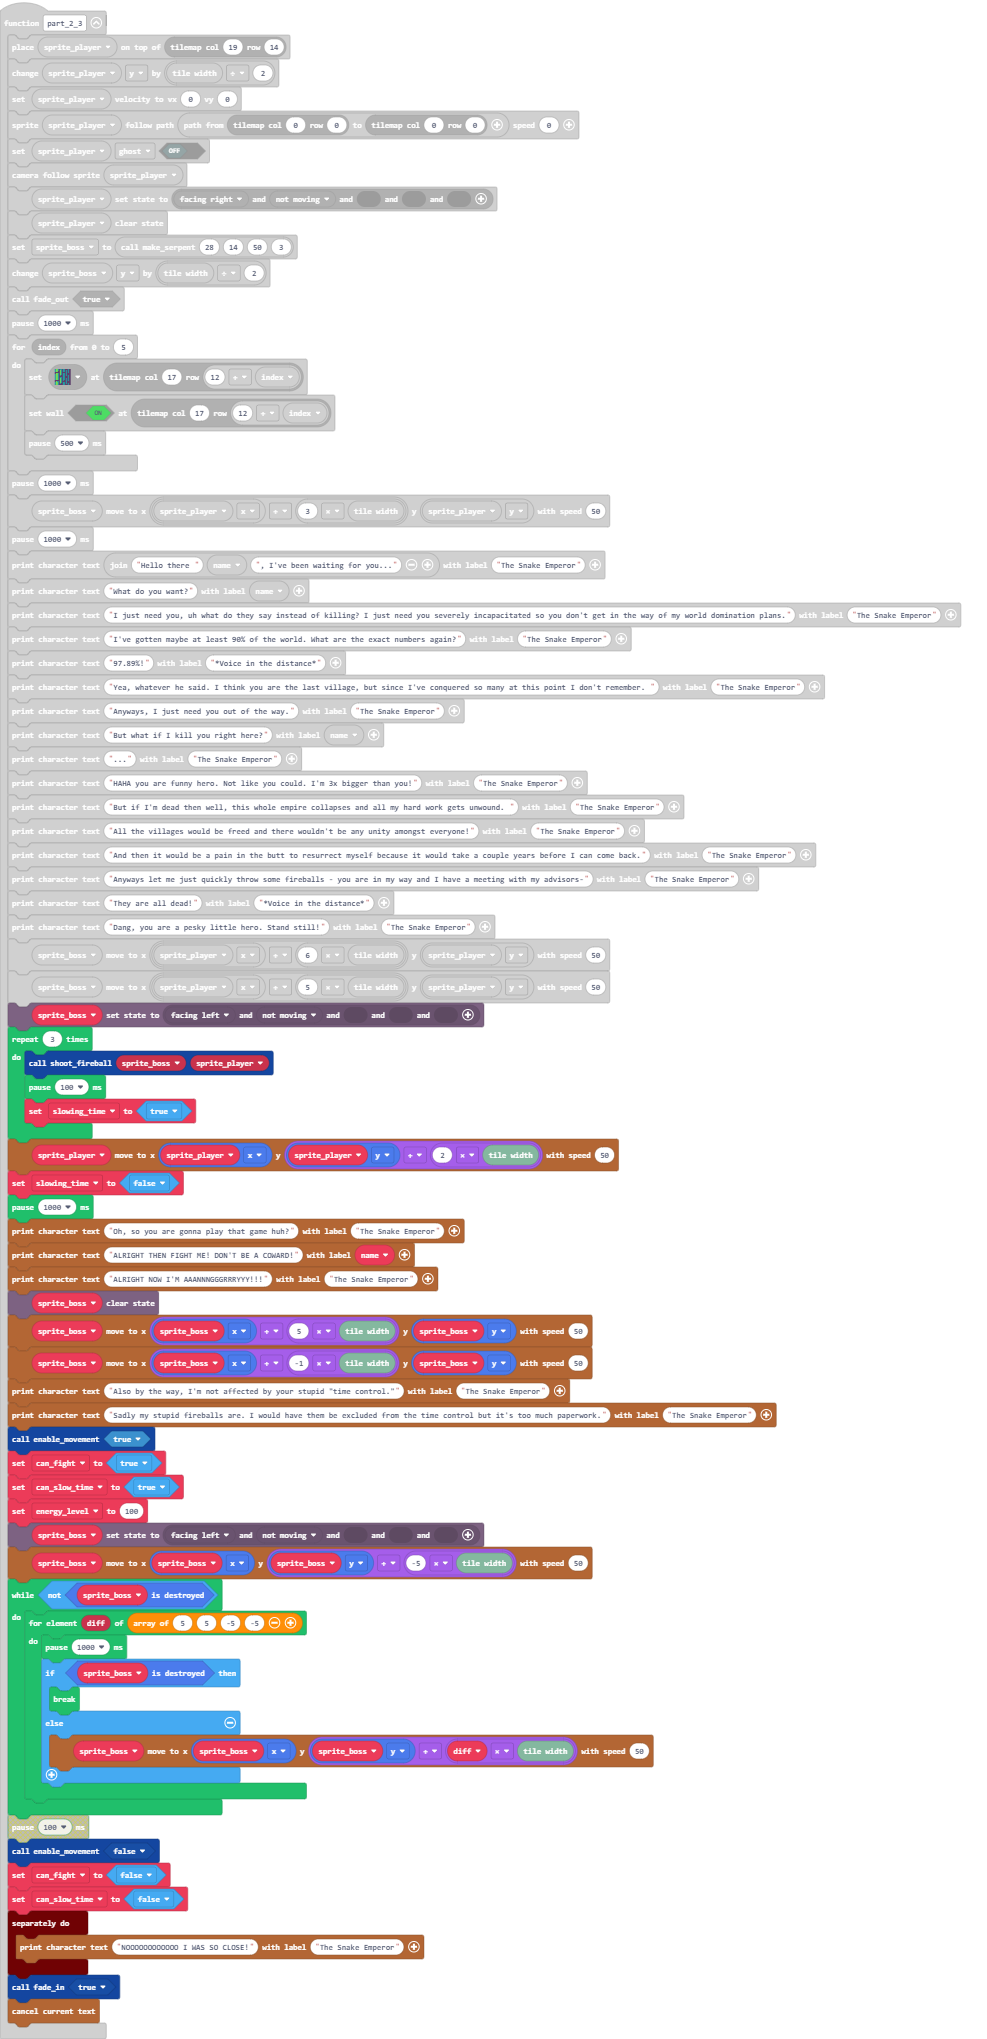 function part_2_3
place sprite_player on top of tilemap col 19 row 14
change sprite_player y by tile width ÷ 2
set sprite_player velocity to vx 0 vy 0
sprite sprite_player follow path path from tilemap col 0 row 0 to tilemap col 0 row 0 speed 0
set sprite_player ghost OFF
camera follow sprite sprite_player
sprite_player set state to facing right and not moving and and and
sprite_player clear state
set sprite_boss to call make_serpent 28 14 50 3
change sprite_boss y by tile width ÷ 2
call fade_out true
pause 1000 ms
for index from 0 to 5
do
set at tilemap col 17 row 12 + index
set wall ON at tilemap col 17 row 12 + index
pause 500 ms
pause 1000 ms
sprite_boss move to x sprite_player x + 3 × tile width y sprite_player y with speed 50
pause 1000 ms
print character text join "Hello there " name ", I've been waiting for you..." with label "The Snake Emperor"
print character text "What do you want?" with label name
print character text "I just need you, uh what do they say instead of killing? I just need you severely incapacitated so you don't get in the way of my world domination plans." with label "The Snake Emperor"
print character text "I've gotten maybe at least 90% of the world. What are the exact numbers again?" with label "The Snake Emperor"
print character text "97.89%!" with label "*Voice in the distance*"
print character text "Yea, whatever he said. I think you are the last village, but since I've conquered so many at this point I don't remember. " with label "The Snake Emperor"
print character text "Anyways, I just need you out of the way." with label "The Snake Emperor"
print character text "But what if I kill you right here?" with label name
print character text "..." with label "The Snake Emperor"
print character text "HAHA you are funny hero. Not like you could. I'm 3x bigger than you!" with label "The Snake Emperor"
print character text "But if I'm dead then well, this whole empire collapses and all my hard work gets unwound. " with label "The Snake Emperor"
print character text "All the villages would be freed and there wouldn't be any unity amongst everyone!" with label "The Snake Emperor"
print character text "And then it would be a pain in the butt to resurrect myself because it would take a couple years before I can come back." with label "The Snake Emperor"
print character text "Anyways let me just quickly throw some fireballs - you are in my way and I have a meeting with my advisors-" with label "The Snake Emperor"
print character text "They are all dead!" with label "*Voice in the distance*"
print character text "Dang, you are a pesky little hero. Stand still!" with label "The Snake Emperor"
sprite_boss move to x sprite_player x + 6 × tile width y sprite_player y with speed 50
sprite_boss move to x sprite_player x + 5 × tile width y sprite_player y with speed 50
sprite_boss set state to facing left and not moving and and and
repeat 3 times
do
call shoot_fireball sprite_boss sprite_player
pause 100 ms
set slowing_time to true
sprite_player move to x sprite_player x y sprite_player y + 2 × tile width with speed 50
set slowing_time to false
pause 1000 ms
print character text "Oh, so you are gonna play that game huh?" with label "The Snake Emperor"
print character text "ALRIGHT THEN FIGHT ME! DON'T BE A COWARD!" with label name
print character text "ALRIGHT NOW I'M AAANNNGGGRRRYYY!!!" with label "The Snake Emperor"
sprite_boss clear state
sprite_boss move to x sprite_boss x + 5 × tile width y sprite_boss y with speed 50
sprite_boss move to x sprite_boss x + -1 × tile width y sprite_boss y with speed 50
print character text "Also by the way, I'm not affected by your stupid "time control."" with label "The Snake Emperor"
print character text "Sadly my stupid fireballs are. I would have them be excluded from the time control but it's too much paperwork." with label "The Snake Emperor"
call enable_movement true
set can_fight to true
set can_slow_time to true
set energy_level to 100
sprite_boss set state to facing left and not moving and and and
sprite_boss move to x sprite_boss x y sprite_boss y + -5 × tile width with speed 50
while not sprite_boss is destroyed
do
for element diff of array of 5 5 -5 -5
do
pause 1000 ms
if sprite_boss is destroyed then
break
else
sprite_boss move to x sprite_boss x y sprite_boss y + diff × tile width with speed 50
pause 100 ms
call enable_movement false
set can_fight to false
set can_slow_time to false
separately do
print character text "NOOOOOOOOOOOO I WAS SO CLOSE!" with label "The Snake Emperor"
call fade_in true
cancel current text